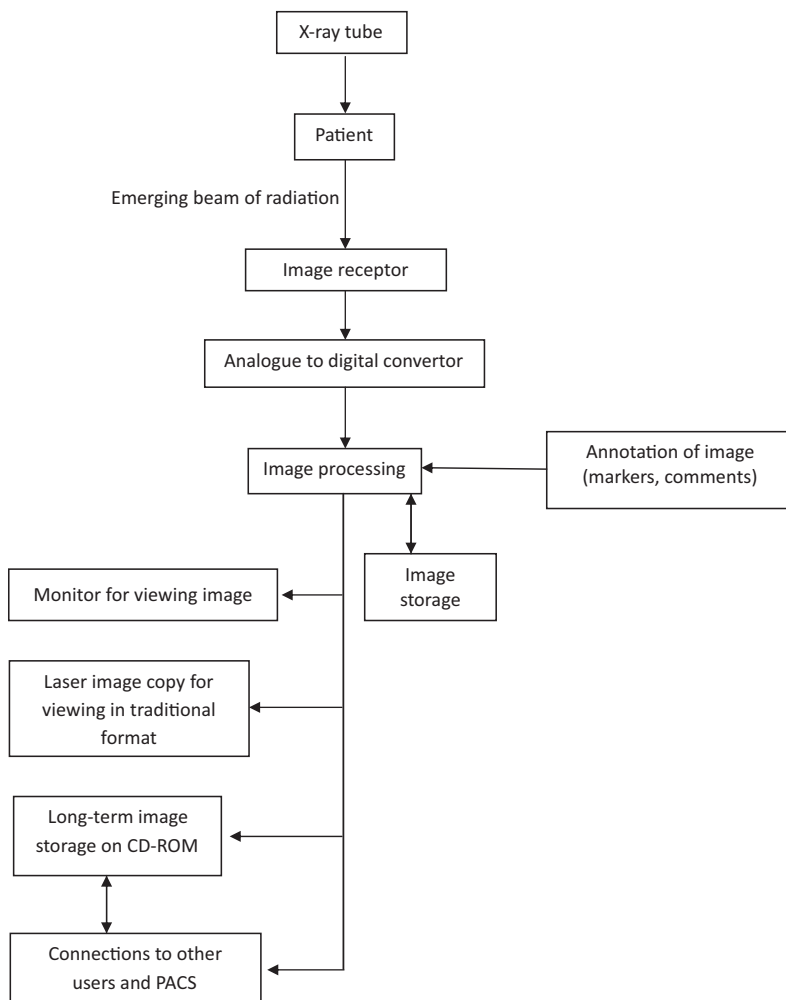 X-ray tube
Patient
Emerging beam of radiation
Image receptor
Analogue to digital convertor
Image processing
Annotation of image
(markers, comments)
Image
storage
Monitor for viewing image
Laser image copy for
viewing in traditional
format
Long-term image
storage on CD-ROM
Connections to other
users and PACS